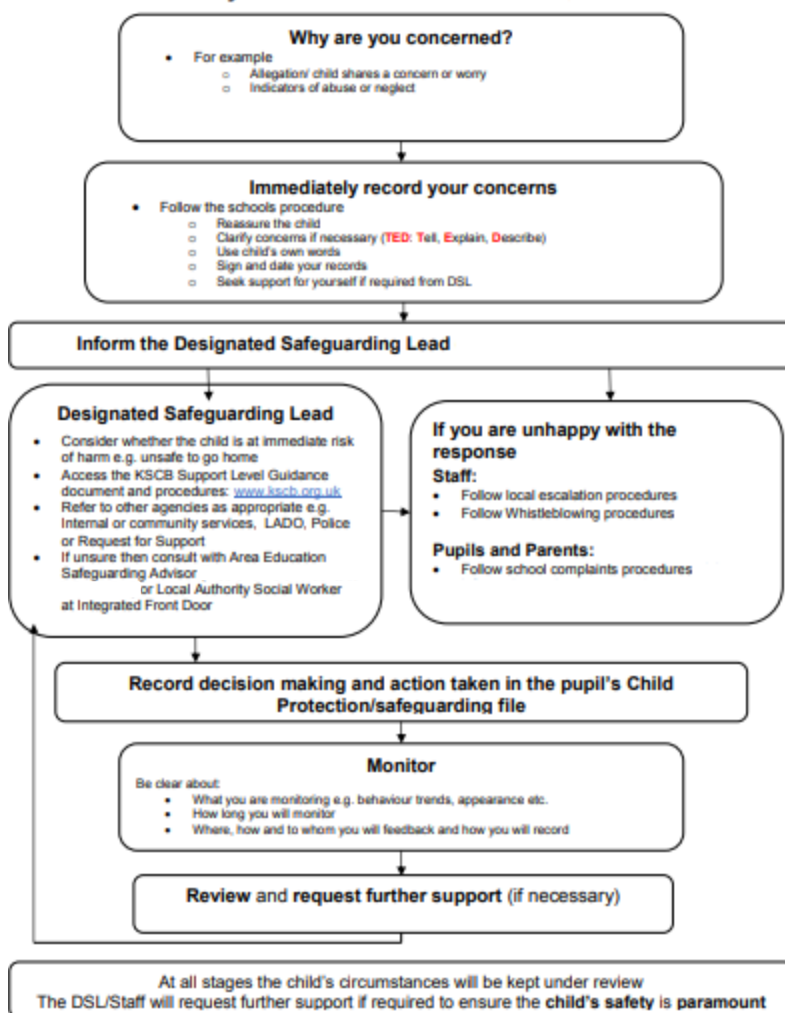 Why are you concerned?
• For example
o Allegation/ child shares a concern or worry
o Indicators of abuse or neglect
Immediately record your concerns
• Follow the schools procedure
o Reassure the child
o Clarify concerns if necessary (TED: Tell, Explain, Describe)
o Use child's own words
o Sign and date your records
o Seek support for yourself if required from DSL
Inform the Designated Safeguarding Lead
Designated Safeguarding Lead
• Consider whether the child is at immediate risk
of harm e.g. unsafe to go home
• Access the KSCB Support Level Guidance
document and procedures: www.kscb.org.uk
• Refer to other agencies as appropriate e.g.
Internal or community services, LADO, Police
or Request for Support
• If unsure then consult with Area Education
Safeguarding Advisor
or Local Authority Social Worker
at Integrated Front Door
If you are unhappy with the
response
Staff:
• Follow local escalation procedures
• Follow Whistleblowing procedures
Pupils and Parents:
• Follow school complaints procedures
Record decision making and action taken in the pupil's Child
Protection/safeguarding file
Monitor
Be clear about:
• What you are monitoring e.g. behaviour trends, appearance etc.
• How long you will monitor
• Where, how and to whom you will feedback and how you will record
Review and request further support (if necessary)
At all stages the child's circumstances will be kept under review
The DSL/Staff will request further support if required to ensure the child's safety is paramount